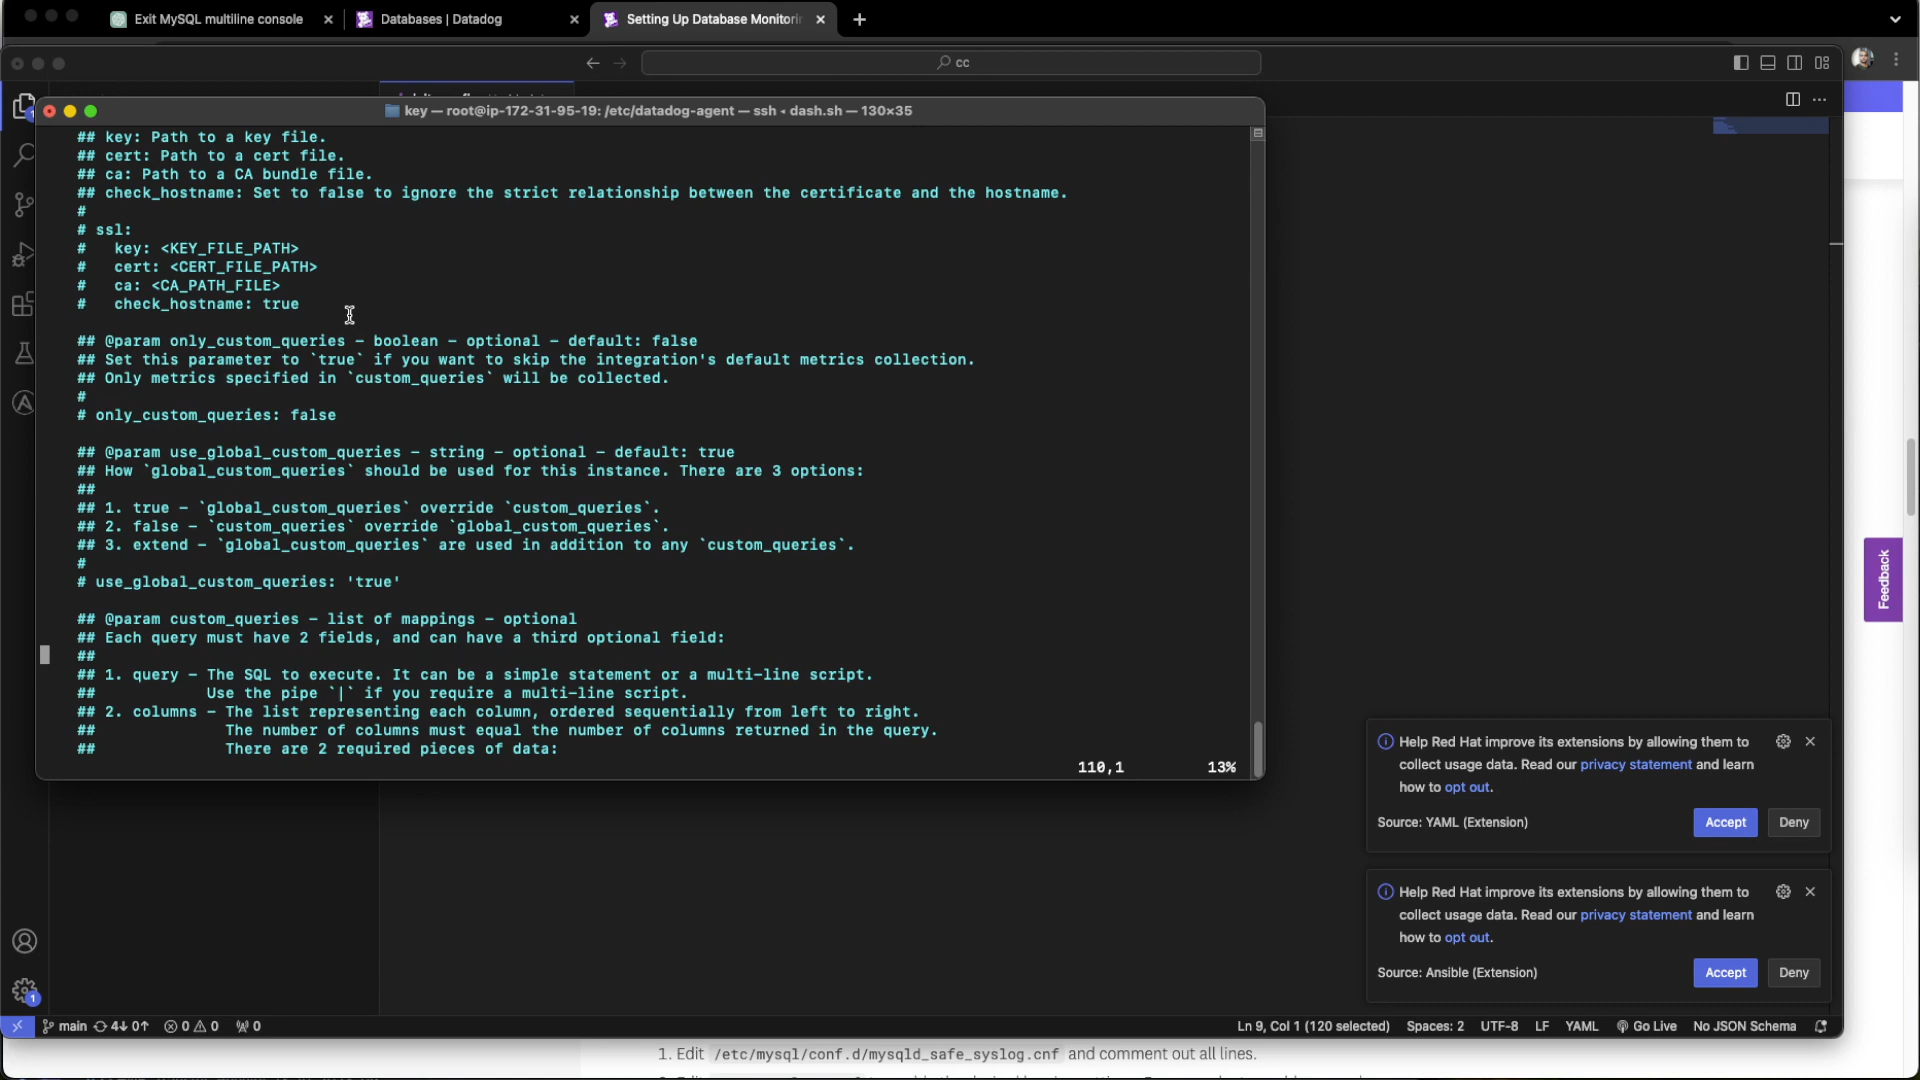 Exit MySQL multiline console
Databases | Datadog
Setting Up Database Monitorin
cc
key — root@ip-172-31-95-19: /etc/datadog-agent — ssh ◂ dash.sh — 130×35
## key: Path to a key file.
## cert: Path to a cert file.
## ca: Path to a CA bundle file.
## check_hostname: Set to false to ignore the strict relationship between the certificate and the hostname.
#
# ssl:
#   key: <KEY_FILE_PATH>
#   cert: <CERT_FILE_PATH>
#   ca: <CA_PATH_FILE>
#   check_hostname: true
## @param only_custom_queries - boolean - optional - default: false
## Set this parameter to `true` if you want to skip the integration's default metrics collection.
## Only metrics specified in `custom_queries` will be collected.
#
# only_custom_queries: false
## @param use_global_custom_queries - string - optional - default: true
## How `global_custom_queries` should be used for this instance. There are 3 options:
##
## 1. true - `global_custom_queries` override `custom_queries`.
## 2. false - `custom_queries` override `global_custom_queries`.
## 3. extend - `global_custom_queries` are used in addition to any `custom_queries`.
#
# use_global_custom_queries: 'true'
## @param custom_queries - list of mappings - optional
## Each query must have 2 fields, and can have a third optional field:
##
## 1. query - The SQL to execute. It can be a simple statement or a multi-line script.
##            Use the pipe `|` if you require a multi-line script.
## 2. columns - The list representing each column, ordered sequentially from left to right.
##              The number of columns must equal the number of columns returned in the query.
##              There are 2 required pieces of data:
110,1 13%
Feedback
Help Red Hat improve its extensions by allowing them to
collect usage data. Read our privacy statement and learn
how to opt out.
Source: YAML (Extension)
Accept
Deny
Help Red Hat improve its extensions by allowing them to
collect usage data. Read our privacy statement and learn
how to opt out.
Source: Ansible (Extension)
Accept
Deny
1
main 4↓ 0↑ 0 0 0
Ln 9, Col 1 (120 selected) Spaces: 2 UTF-8 LF YAML Go Live No JSON Schema
1. Edit /etc/mysql/conf.d/mysqld_safe_syslog.cnf and comment out all lines.